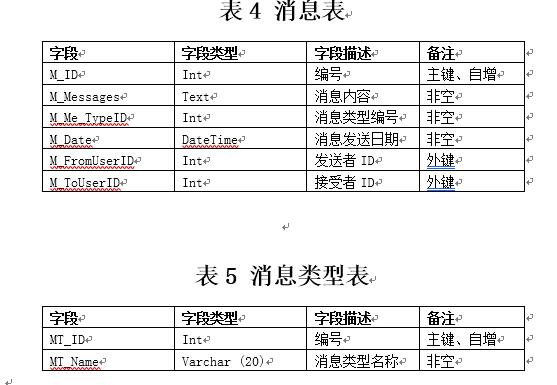 表 4 消息表
字段 字段类型 字段描述 备注
M_ID Int 编号 主键、自增
M_Messages Text 消息内容 非空
M_Me_TypeID Int 消息类型编号 非空
M_Date DateTime 消息发送日期 非空
M_FromUserID Int 发送者 ID 外键
M_ToUserID Int 接受者 ID 外键
表 5 消息类型表
字段 字段类型 字段描述 备注
MT_ID Int 编号 主键、自增
MT_Name Varchar (20) 消息类型名称 非空